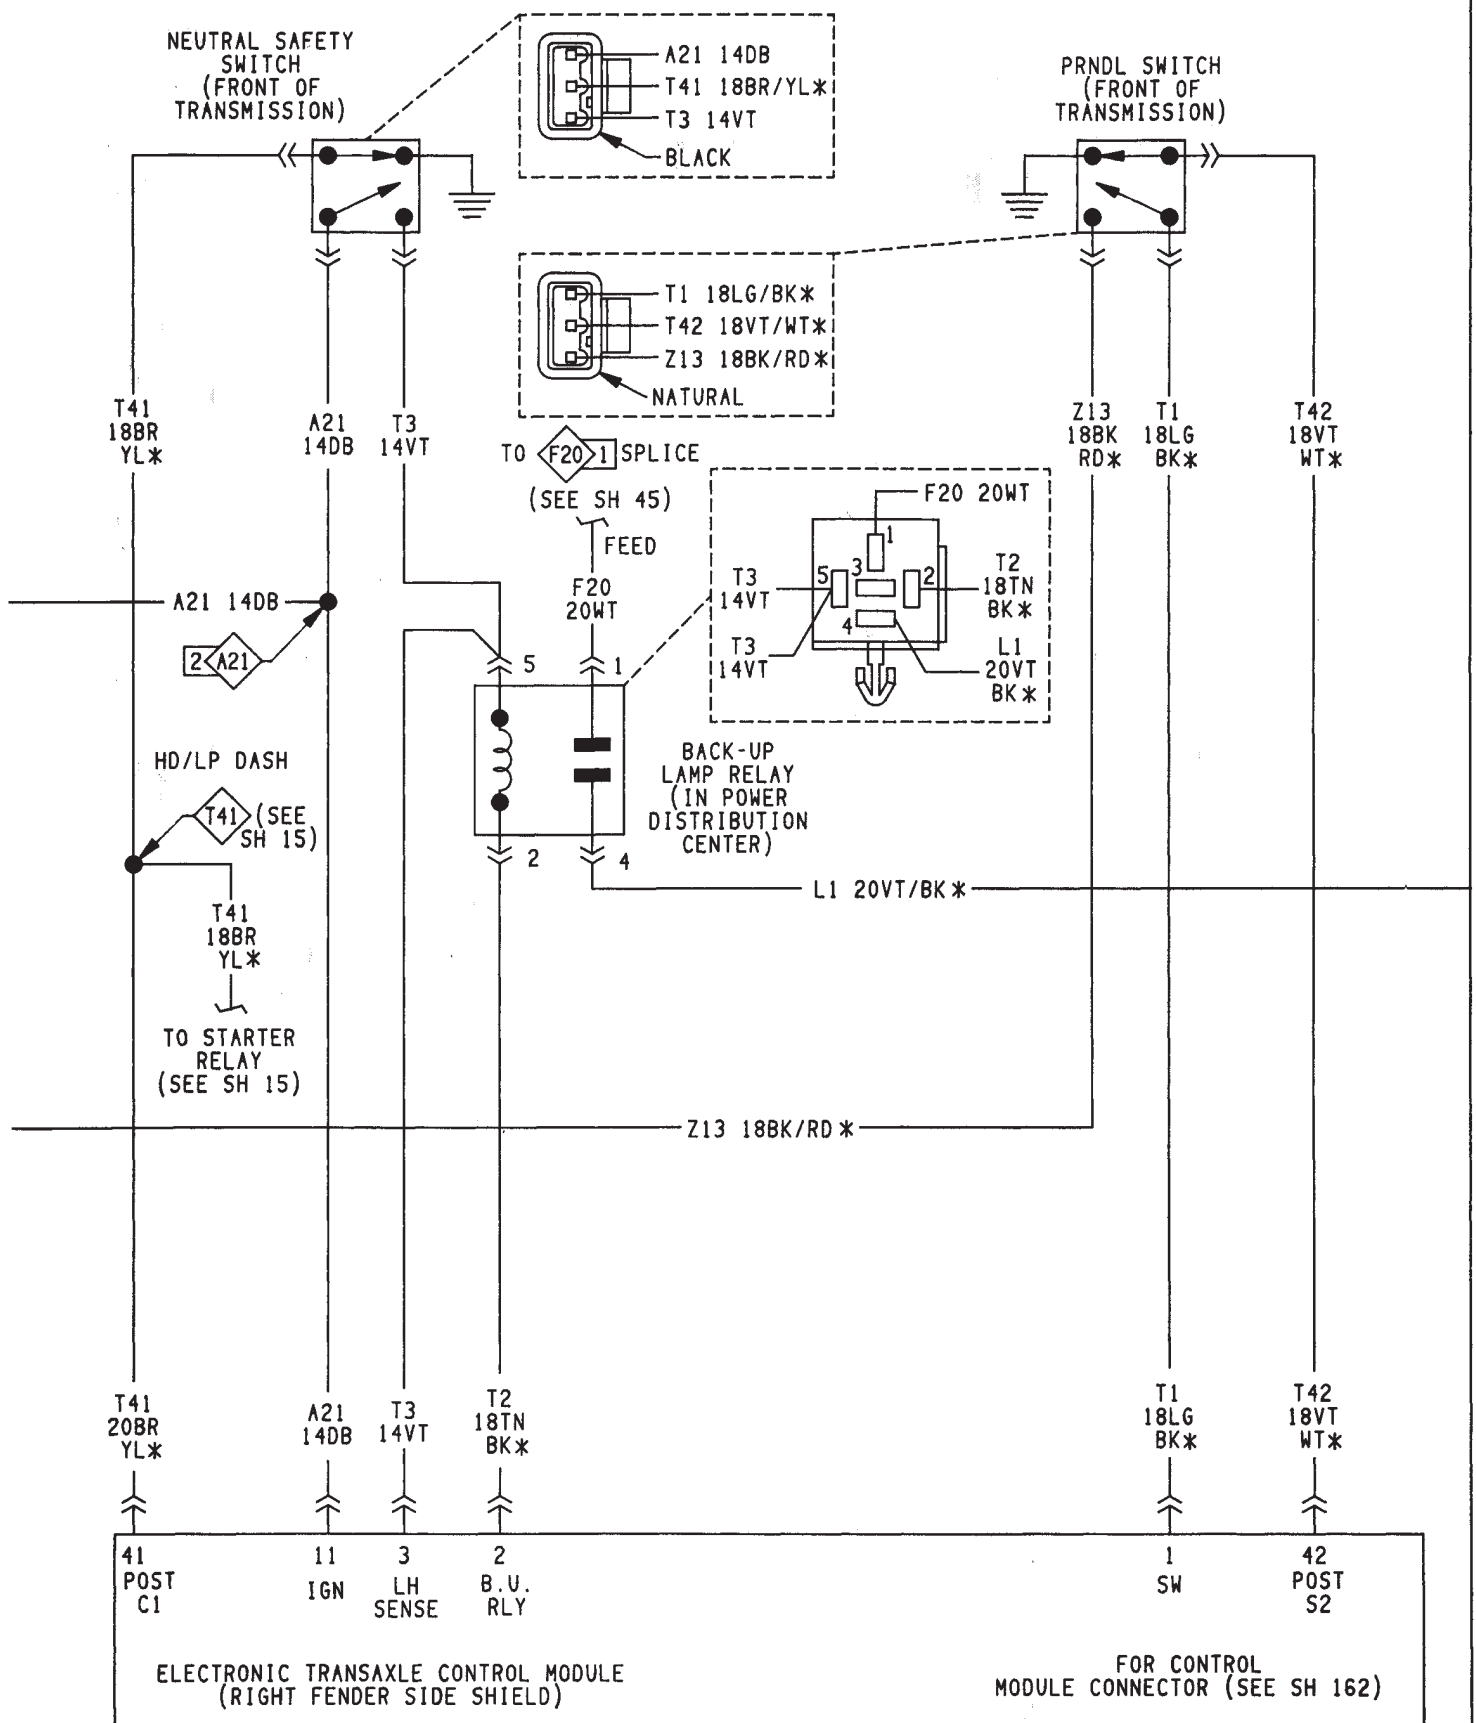 NEUTRAL SAFETY
SWITCH
(FRONT OF
TRANSMISSION)
A21 14DB
T41 18BR/YL*
T3 14VT
BLACK
PRNDL SWITCH
(FRONT OF
TRANSMISSION)
T1 18LG/BK*
T42 18VT/WT*
Z13 18BK/RD*
NATURAL
T41
18BR
YL*
A21
14DB
T3
14VT
TO F20 1 SPLICE
(SEE SH 45)
FEED
F20
20WT
Z13
18BK
RD*
T1
18LG
BK*
T42
18VT
WT*
F20 20WT
1
5
3
2
4
T3
14VT
T3
14VT
T2
18TN
BK*
L1
20VT
BK*
A21 14DB
2 A21
5
1
HD/LP DASH
T41 (SEE
SH 15)
BACK-UP
LAMP RELAY
(IN POWER
DISTRIBUTION
CENTER)
2
4
L1 20VT/BK*
T41
18BR
YL*
TO STARTER
RELAY
(SEE SH 15)
Z13 18BK/RD*
T41
20BR
YL*
A21
14DB
T3
14VT
T2
18TN
BK*
T1
18LG
BK*
T42
18VT
WT*
41
POST
C1
11
IGN
3
LH
SENSE
2
B.U.
RLY
1
SW
42
POST
S2
ELECTRONIC TRANSAXLE CONTROL MODULE
(RIGHT FENDER SIDE SHIELD)
FOR CONTROL
MODULE CONNECTOR (SEE SH 162)